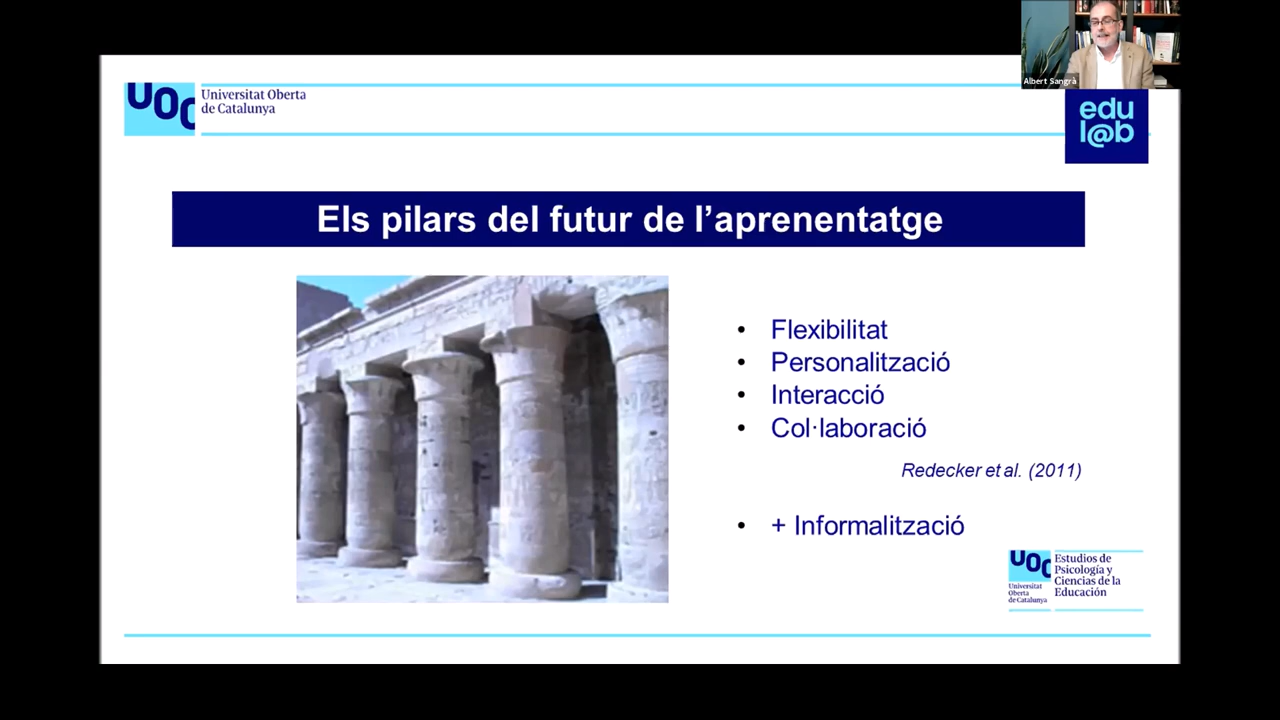 Albert Sangrà
UOC
Universitat Oberta
de Catalunya
edu
l@b
Els pilars del futur de l’aprenentatge
• Flexibilitat
• Personalització
• Interacció
• Col·laboració
Redecker et al. (2011)
• + Informalització
UOC
Universitat
Oberta
de Catalunya
Estudios de
Psicología y
Ciencias de la
Educación